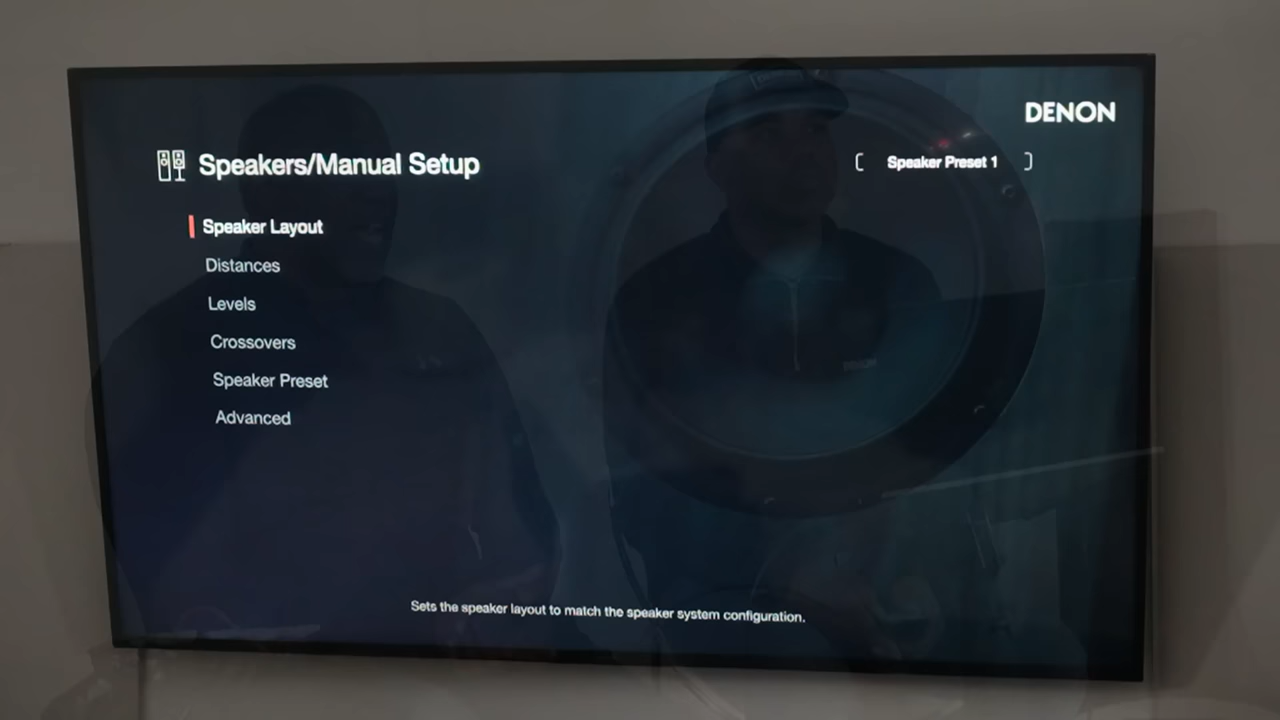 DENON
Speakers/Manual Setup
Speaker Preset 1
Speaker Layout
Distances
Levels
Crossovers
Speaker Preset
Advanced
Sets the speaker layout to match the speaker system configuration.